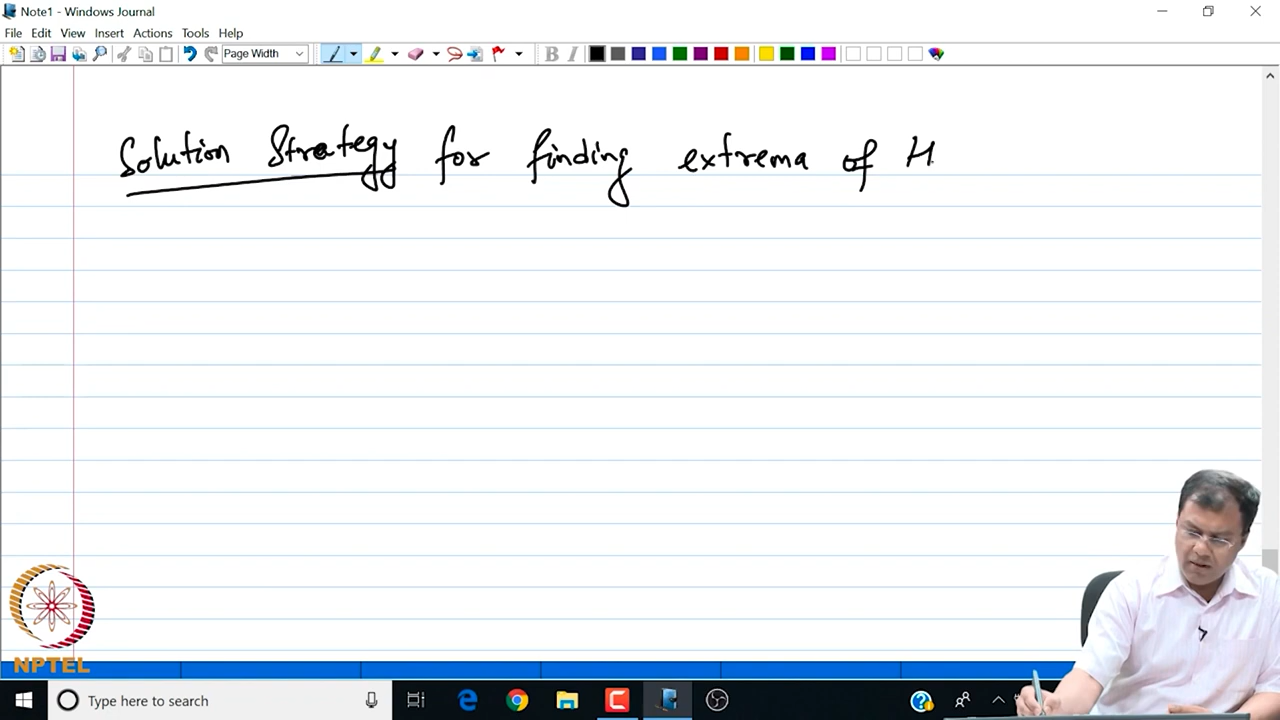 Note1 - Windows Journal
File Edit View Insert Actions Tools Help
Page Width
B I
Solution Strategy for finding extrema of H
NPTEL
Type here to search